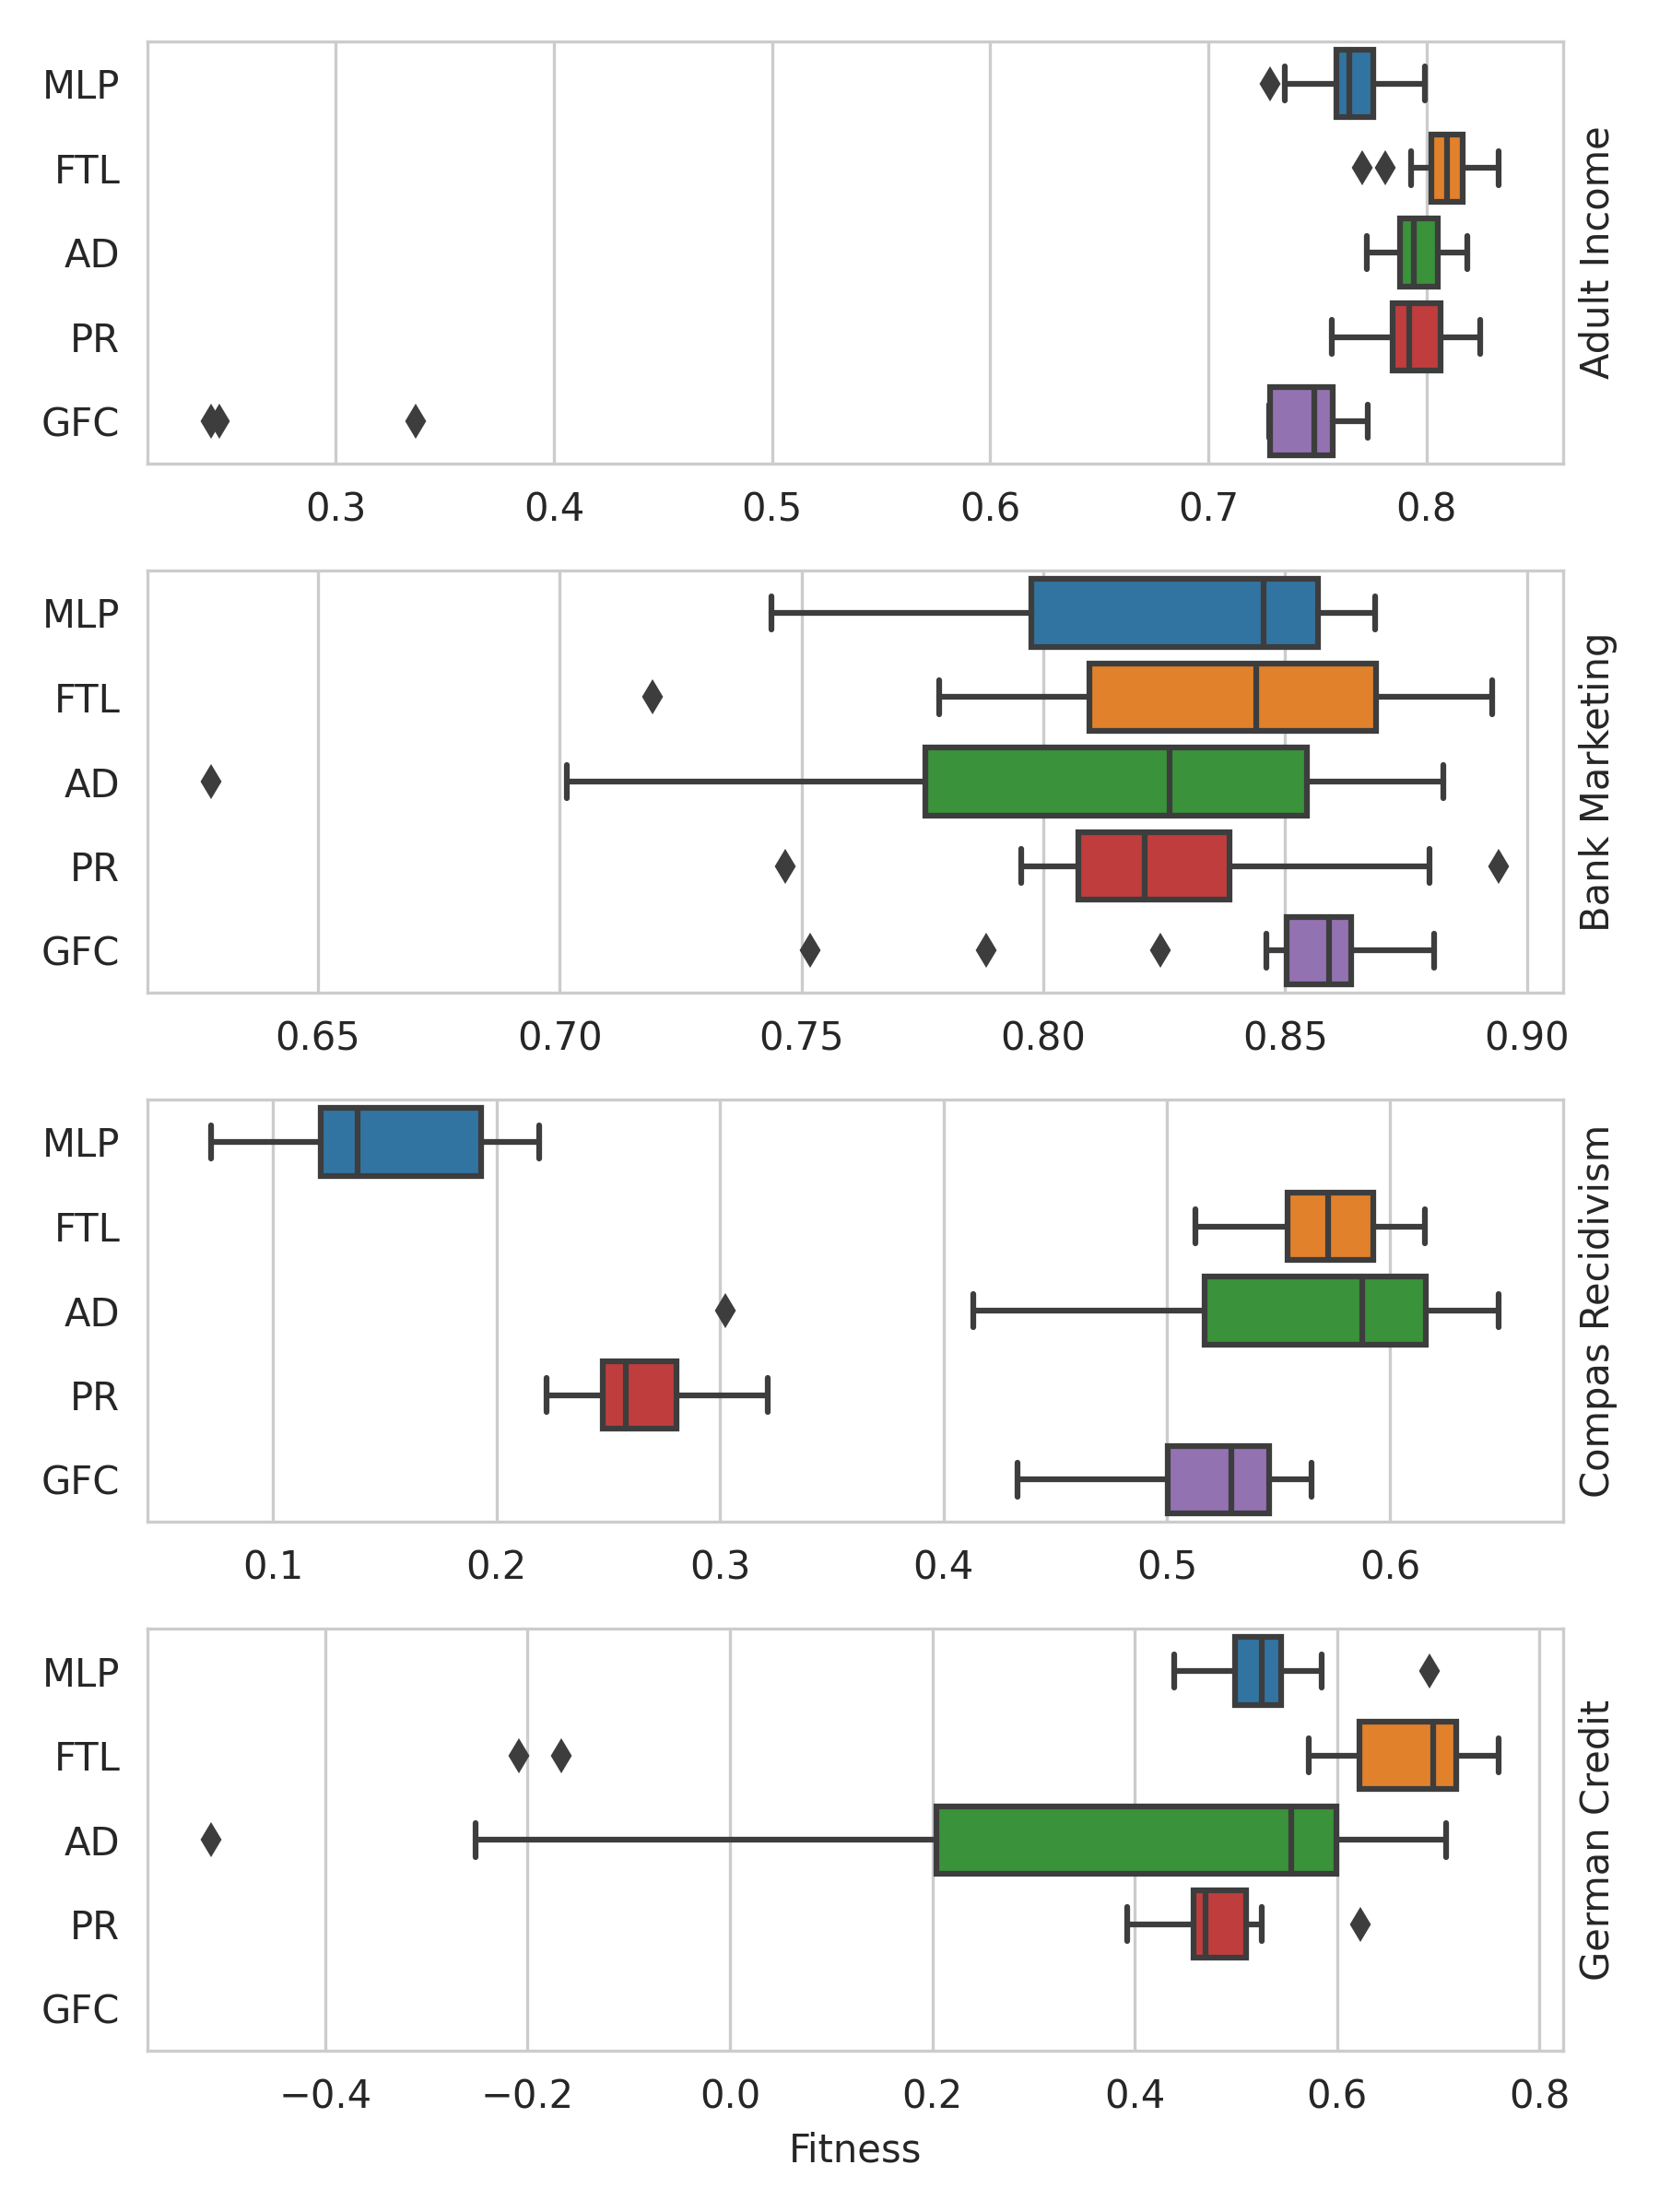 MLP
FTL
AD
PR
GFC
0.3 0.4 0.5 0.6 0.7 0.8
Adult Income
MLP
FTL
AD
PR
GFC
0.65 0.70 0.75 0.80 0.85 0.90
Bank Marketing
MLP
FTL
AD
PR
GFC
0.1 0.2 0.3 0.4 0.5 0.6
Compas Recidivism
MLP
FTL
AD
PR
GFC
−0.4 −0.2 0.0 0.2 0.4 0.6 0.8
German Credit
Fitness